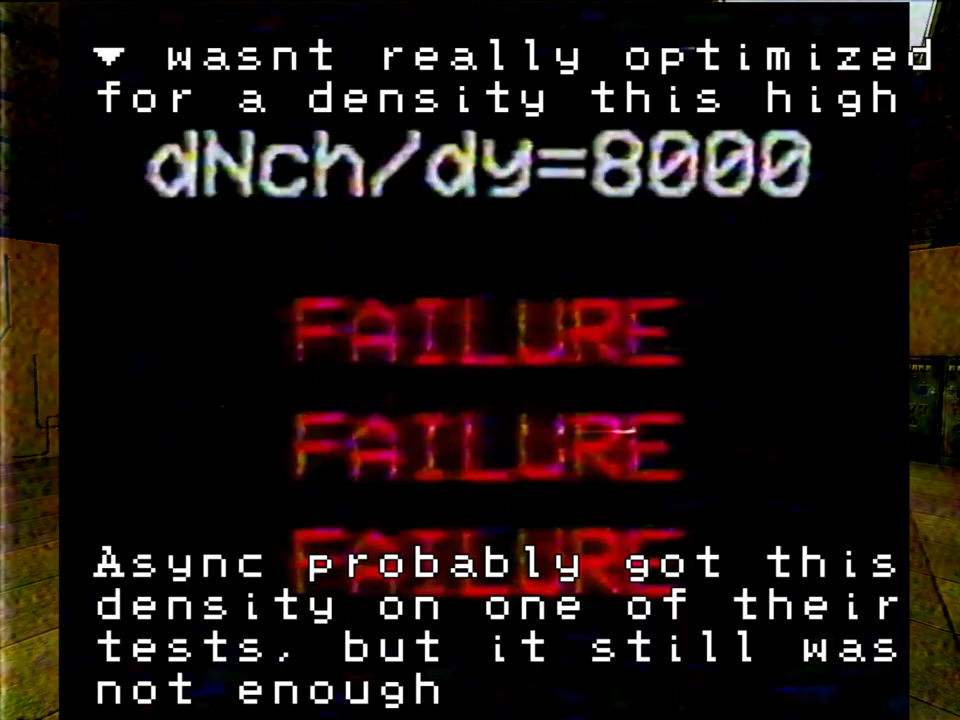 ▼ wasnt really optimized
for a density this high
dNch/dy=8000
FAILURE
FAILURE
FAILURE
Async probably got this
density on one of their
tests, but it still was
not enough